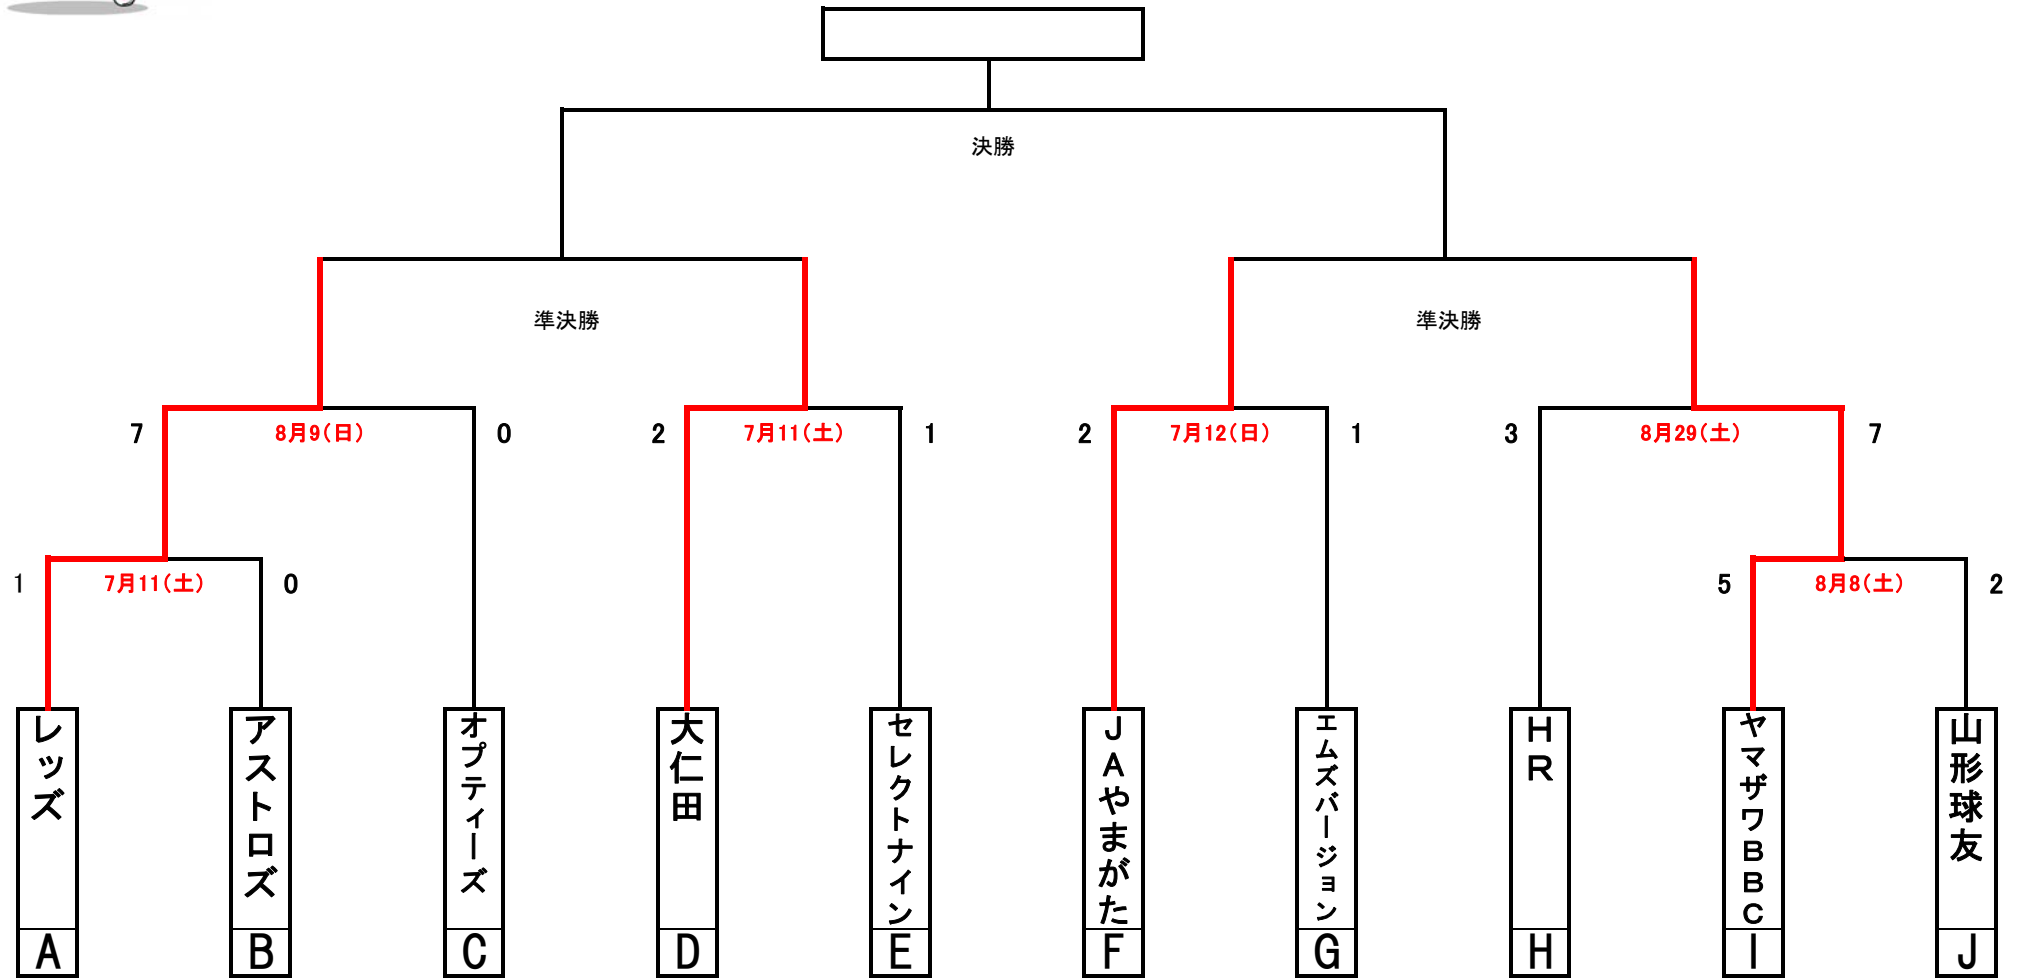 決勝
準決勝
準決勝
7
8月9(日)
0
2
7月11(土)
1
2
7月12(日)
1
3
8月29(土)
7
1
7月11(土)
0
5
8月8(土)
2
レッズ
アストロズ
オプティーズ
大仁田
セレクトナイン
JAやまがた
エムズバージョン
HR
ヤマザワBBC
山形球友
A
B
C
D
E
F
G
H
I
J